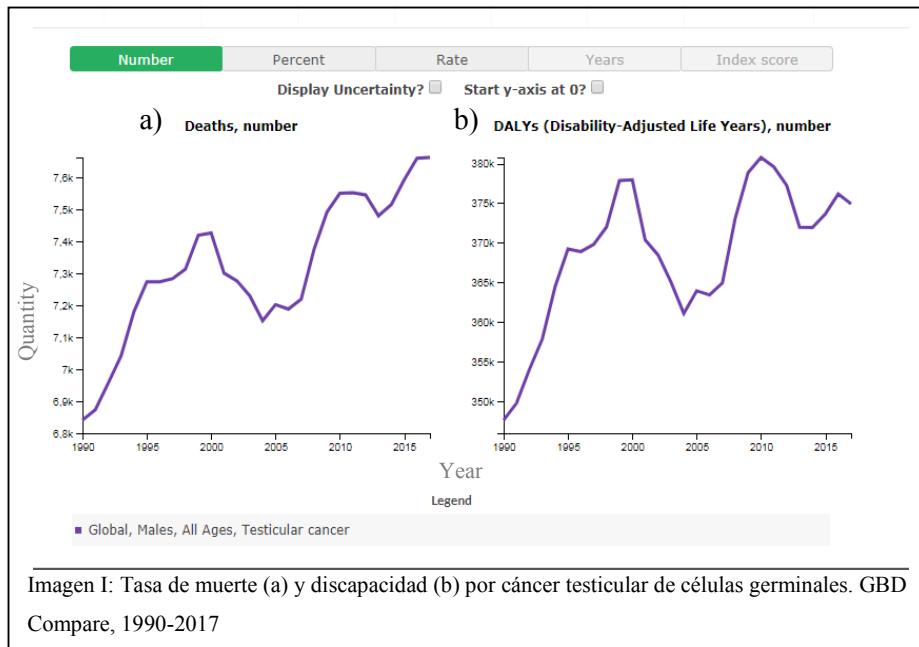 Number Percent Rate Years Index score
Display Uncertainty? Start y-axis at 0?
a) Deaths, number
b) DALYs (Disability-Adjusted Life Years), number
Quantity
7,6k
7,5k
7,4k
7,3k
7,2k
7,1k
7k
6,9k
6,8k
1990 1995 2000 2005 2010 2015
380k
375k
370k
365k
360k
355k
350k
1990 1995 2000 2005 2010 2015
Year
Legend
Global, Males, All Ages, Testicular cancer
Imagen I: Tasa de muerte (a) y discapacidad (b) por cáncer testicular de células germinales. GBD
Compare, 1990-2017